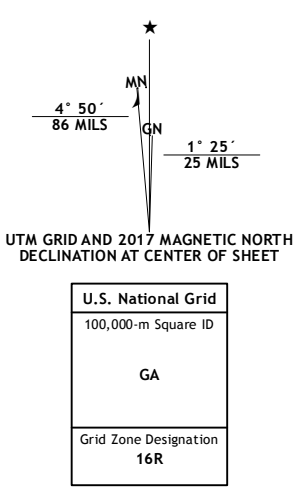 ★
MN
GN
4° 50´
86 MILS
1° 25´
25 MILS
UTM GRID AND 2017 MAGNETIC NORTH
DECLINATION AT CENTER OF SHEET
U.S. National Grid
100,000-m Square ID
GA
Grid Zone Designation
16R